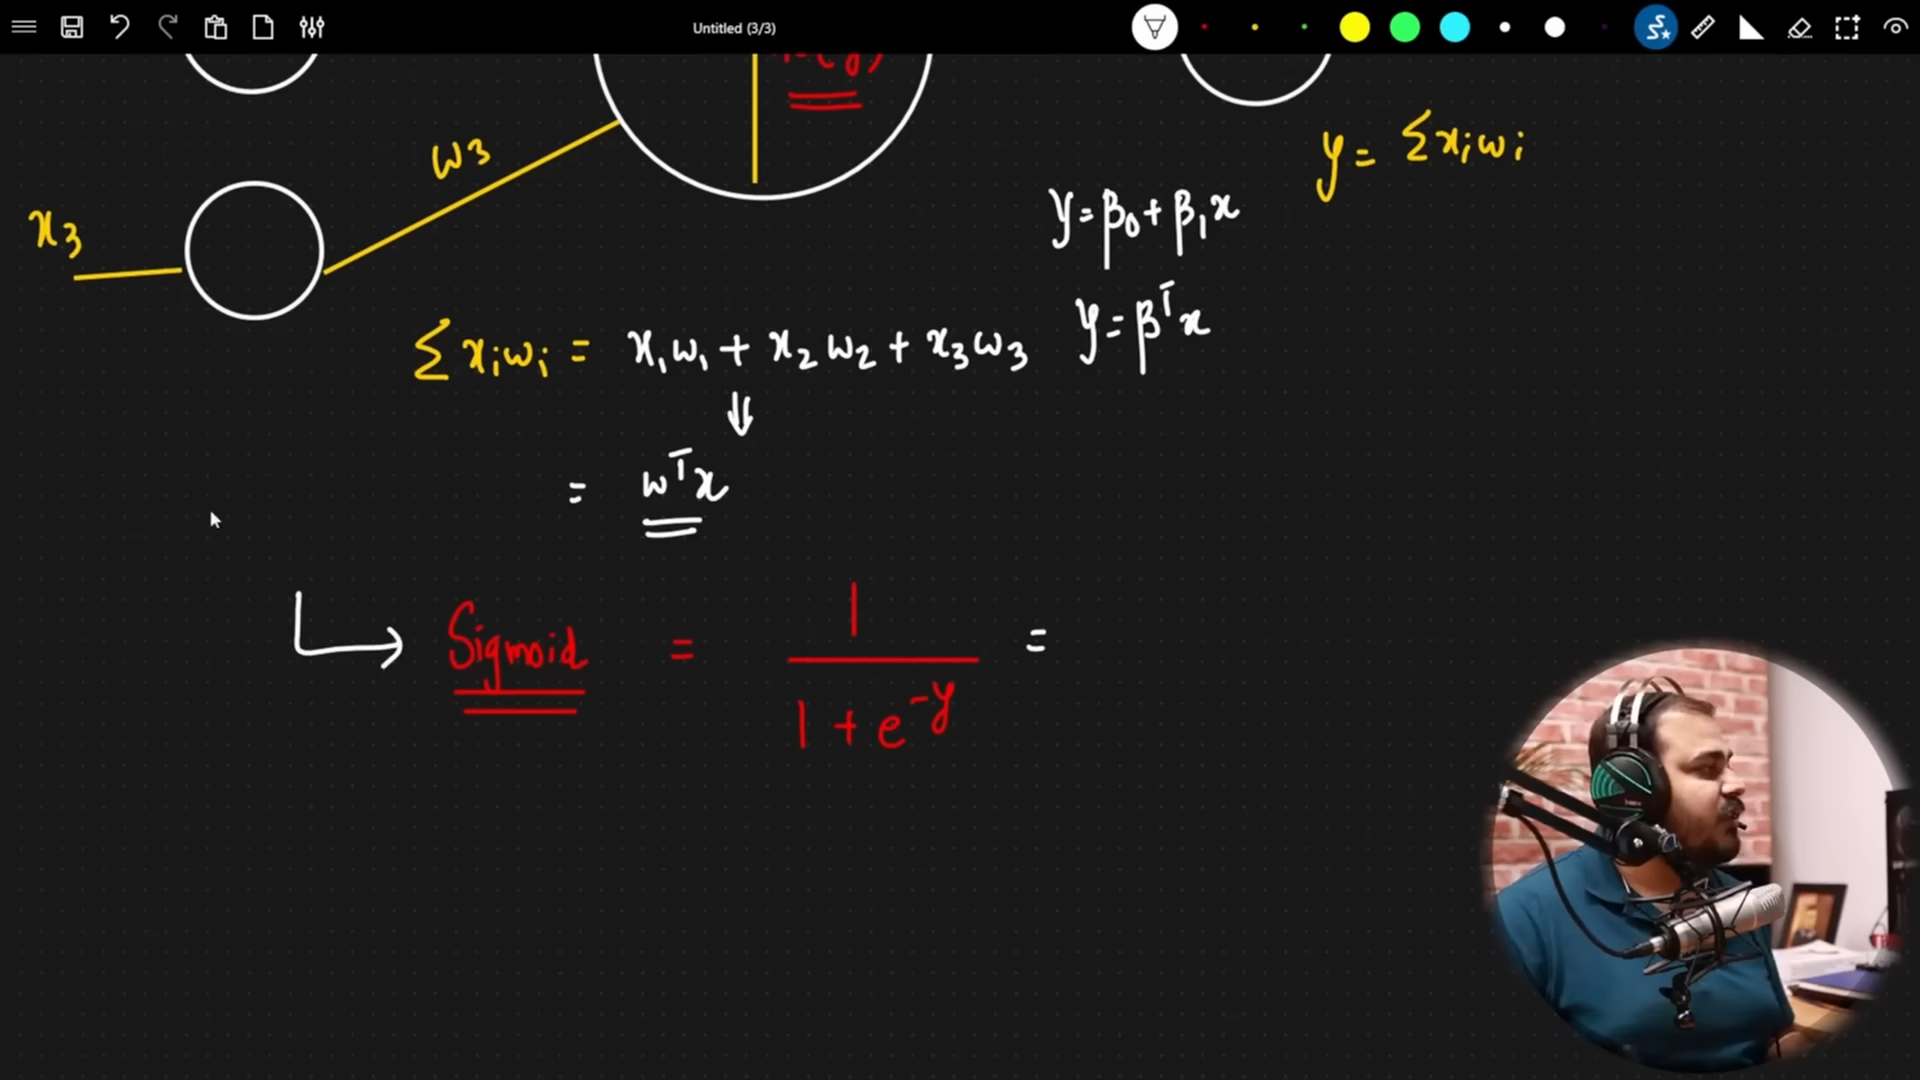 Untitled (3/3)
y = Σxᵢwᵢ
w₃
y = β₀ + β₁x
x₃
y = βᵀx
Σxᵢwᵢ = x₁w₁ + x₂w₂ + x₃w₃
⇓
= wᵀx
Sigmoid = 1 / (1 + e^-y) =